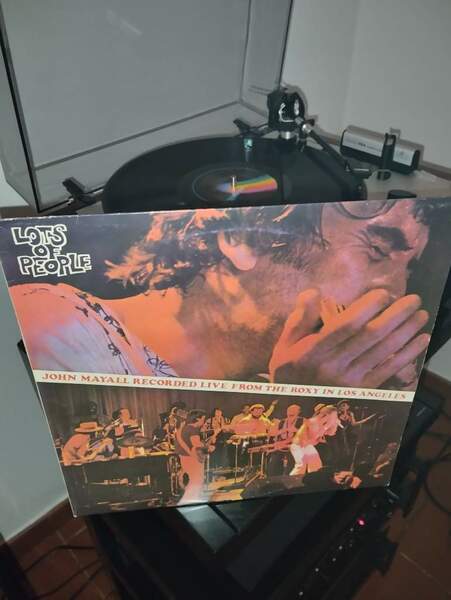 LOTS
OF
PEOPLE
JOHN MAYALL RECORDED LIVE FROM THE ROXY IN LOS ANGELES